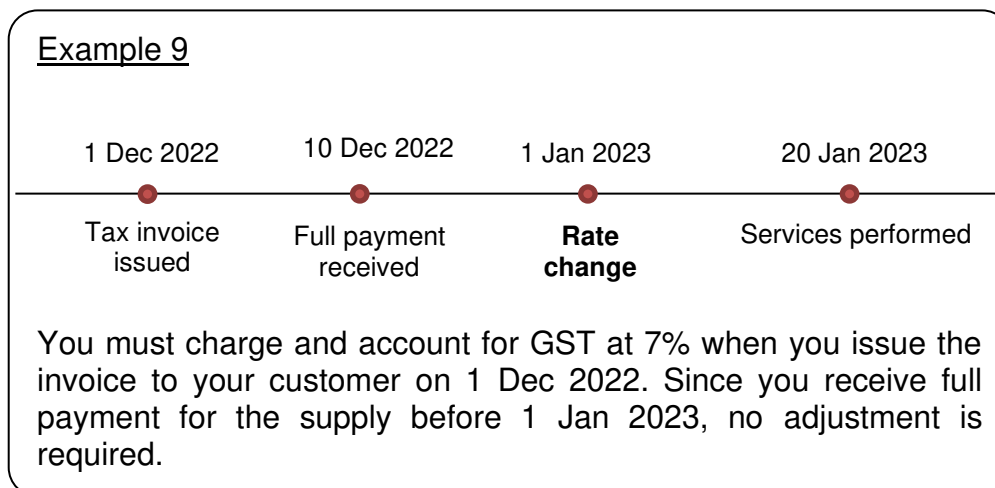 Example 9
1 Dec 2022
10 Dec 2022
1 Jan 2023
20 Jan 2023
Tax invoice
issued
Full payment
received
Rate
change
Services performed
You must charge and account for GST at 7% when you issue the
invoice to your customer on 1 Dec 2022. Since you receive full
payment for the supply before 1 Jan 2023, no adjustment is
required.